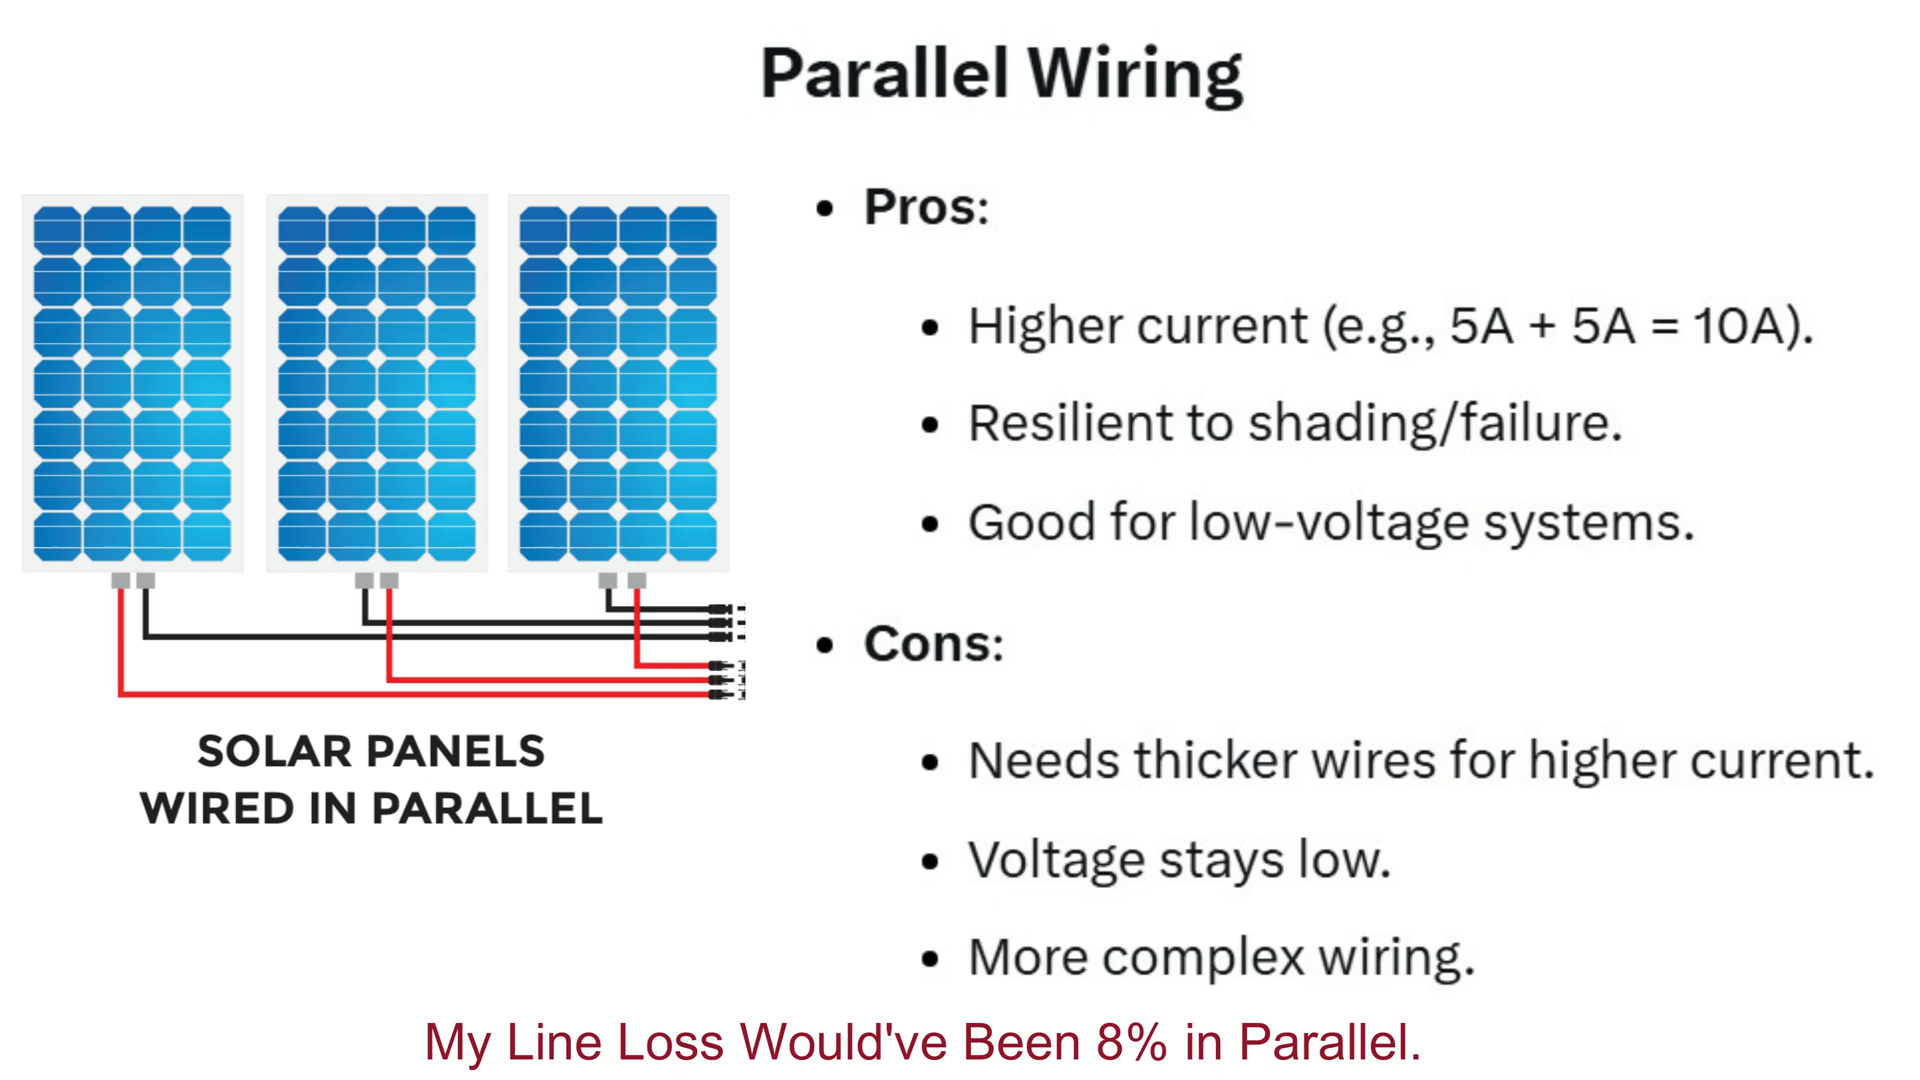 Parallel Wiring
• Pros:
• Higher current (e.g., 5A + 5A = 10A).
• Resilient to shading/failure.
• Good for low-voltage systems.
• Cons:
• Needs thicker wires for higher current.
• Voltage stays low.
• More complex wiring.
SOLAR PANELS
WIRED IN PARALLEL
My Line Loss Would've Been 8% in Parallel.